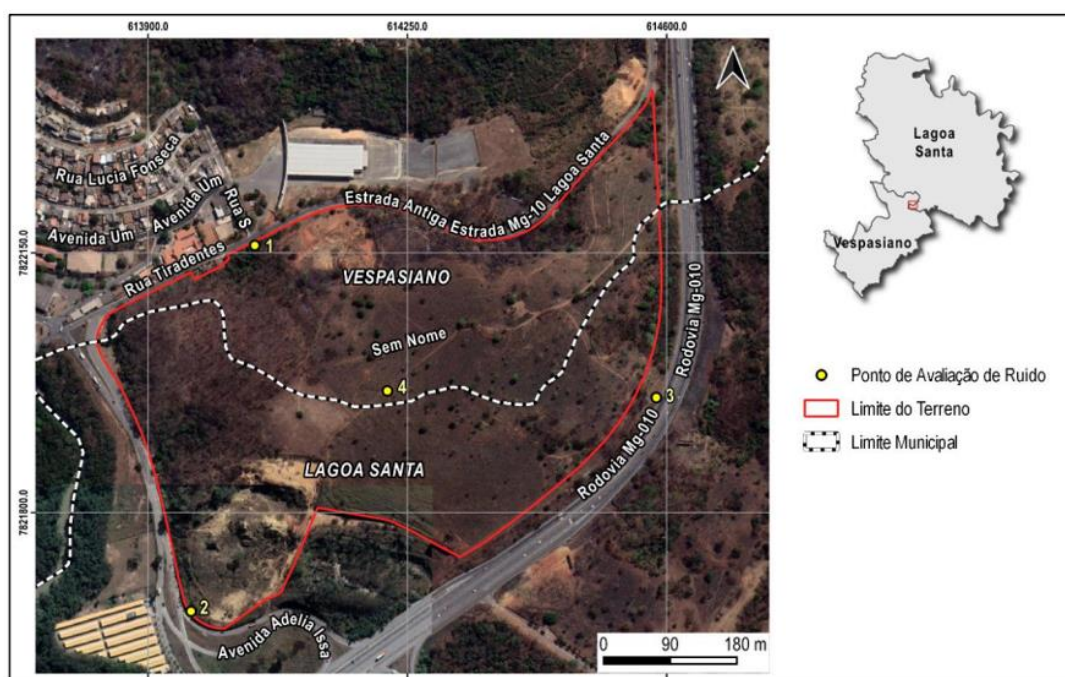 613900.0
614250.0
614600.0
7822150.0
7821800.0
Rua Lucia Fonseca
Avenida Um
Avenida Um
Rua S
Rua Tiradentes
Estrada Antiga Estrada Mg-10 Lagoa Santa
1
VESPASIANO
Sem Nome
4
3
Rodovia Mg-010
Rodovia Mg-010
LAGOA SANTA
2
Avenida Adelia Issa
0 90 180 m
Lagoa
Santa
Vespasiano
Ponto de Avaliação de Ruido
Limite do Terreno
Limite Municipal